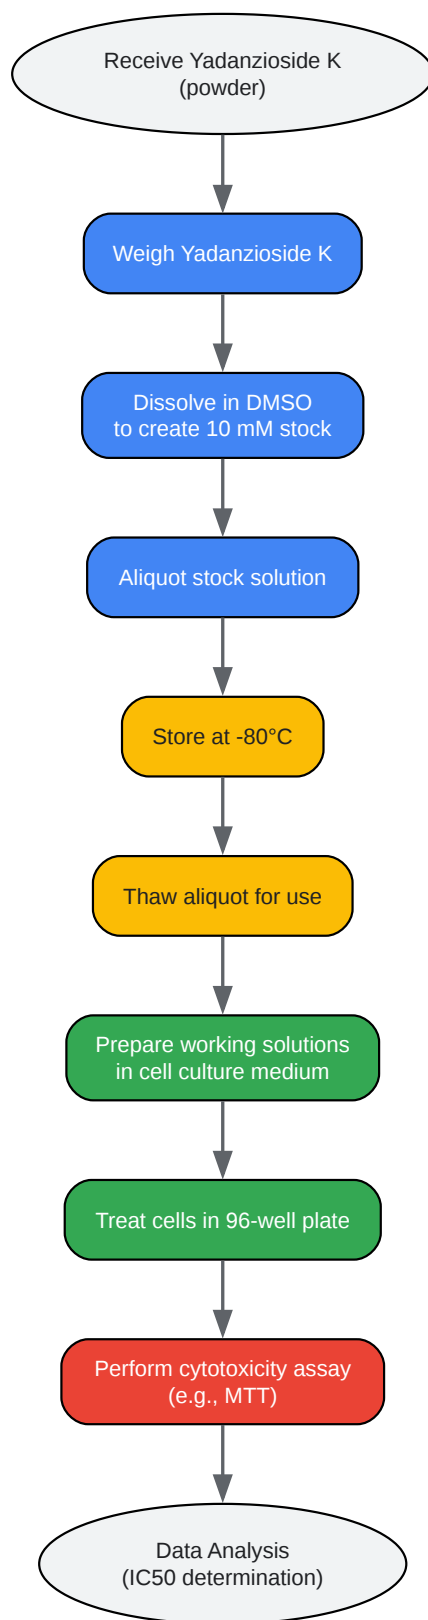 Receive Yadanzioside K
(powder)
Weigh Yadanzioside K
Dissolve in DMSO
to create 10 mM stock
Aliquot stock solution
Store at -80°C
Thaw aliquot for use
Prepare working solutions
in cell culture medium
Treat cells in 96-well plate
Perform cytotoxicity assay
(e.g., MTT)
Data Analysis
(IC50 determination)